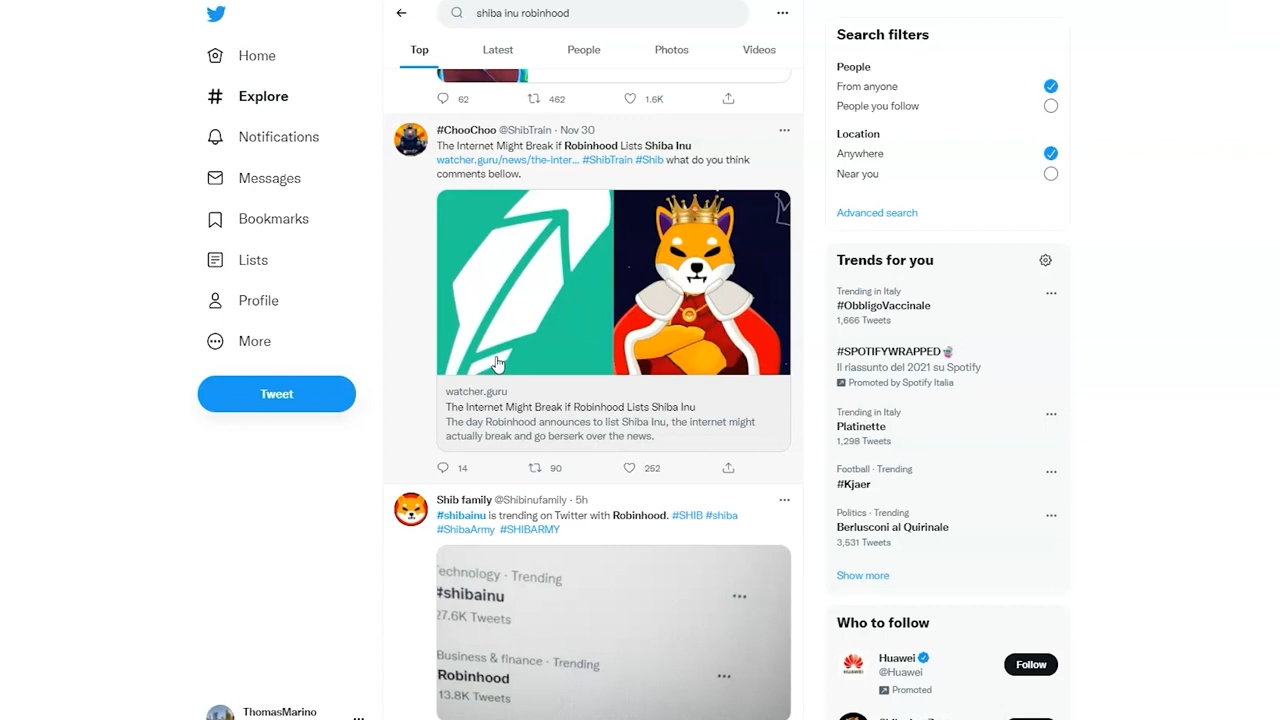 shiba inu robinhood
Home
Explore
Notifications
Messages
Bookmarks
Lists
Profile
More
Tweet
ThomasMarino
Top Latest People Photos Videos
62 462 1.6K
#ChooChoo @ShibTrain · Nov 30
The Internet Might Break if Robinhood Lists Shiba Inu
watcher.guru/news/the-inter... #ShibTrain #Shib what do you think
comments bellow.
watcher.guru
The Internet Might Break if Robinhood Lists Shiba Inu
The day Robinhood announces to list Shiba Inu, the internet might
actually break and go berserk over the news.
14 90 252
Shib family @Shibinufamily · 5h
#shibainu is trending on Twitter with Robinhood. #SHIB #shiba
#ShibaArmy #SHIBARMY
echnology · Trending
#shibainu
27.6K Tweets
Business & finance · Trending
Robinhood
13.8K Tweets
Search filters
People
From anyone
People you follow
Location
Anywhere
Near you
Advanced search
Trends for you
Trending in Italy
#ObbligoVaccinale
1,666 Tweets
#SPOTIFYWRAPPED
Il riassunto del 2021 su Spotify
Promoted by Spotify Italia
Trending in Italy
Platinette
1,298 Tweets
Football · Trending
#Kjaer
Politics · Trending
Berlusconi al Quirinale
3,531 Tweets
Show more
Who to follow
Huawei
@Huawei
Promoted
Follow